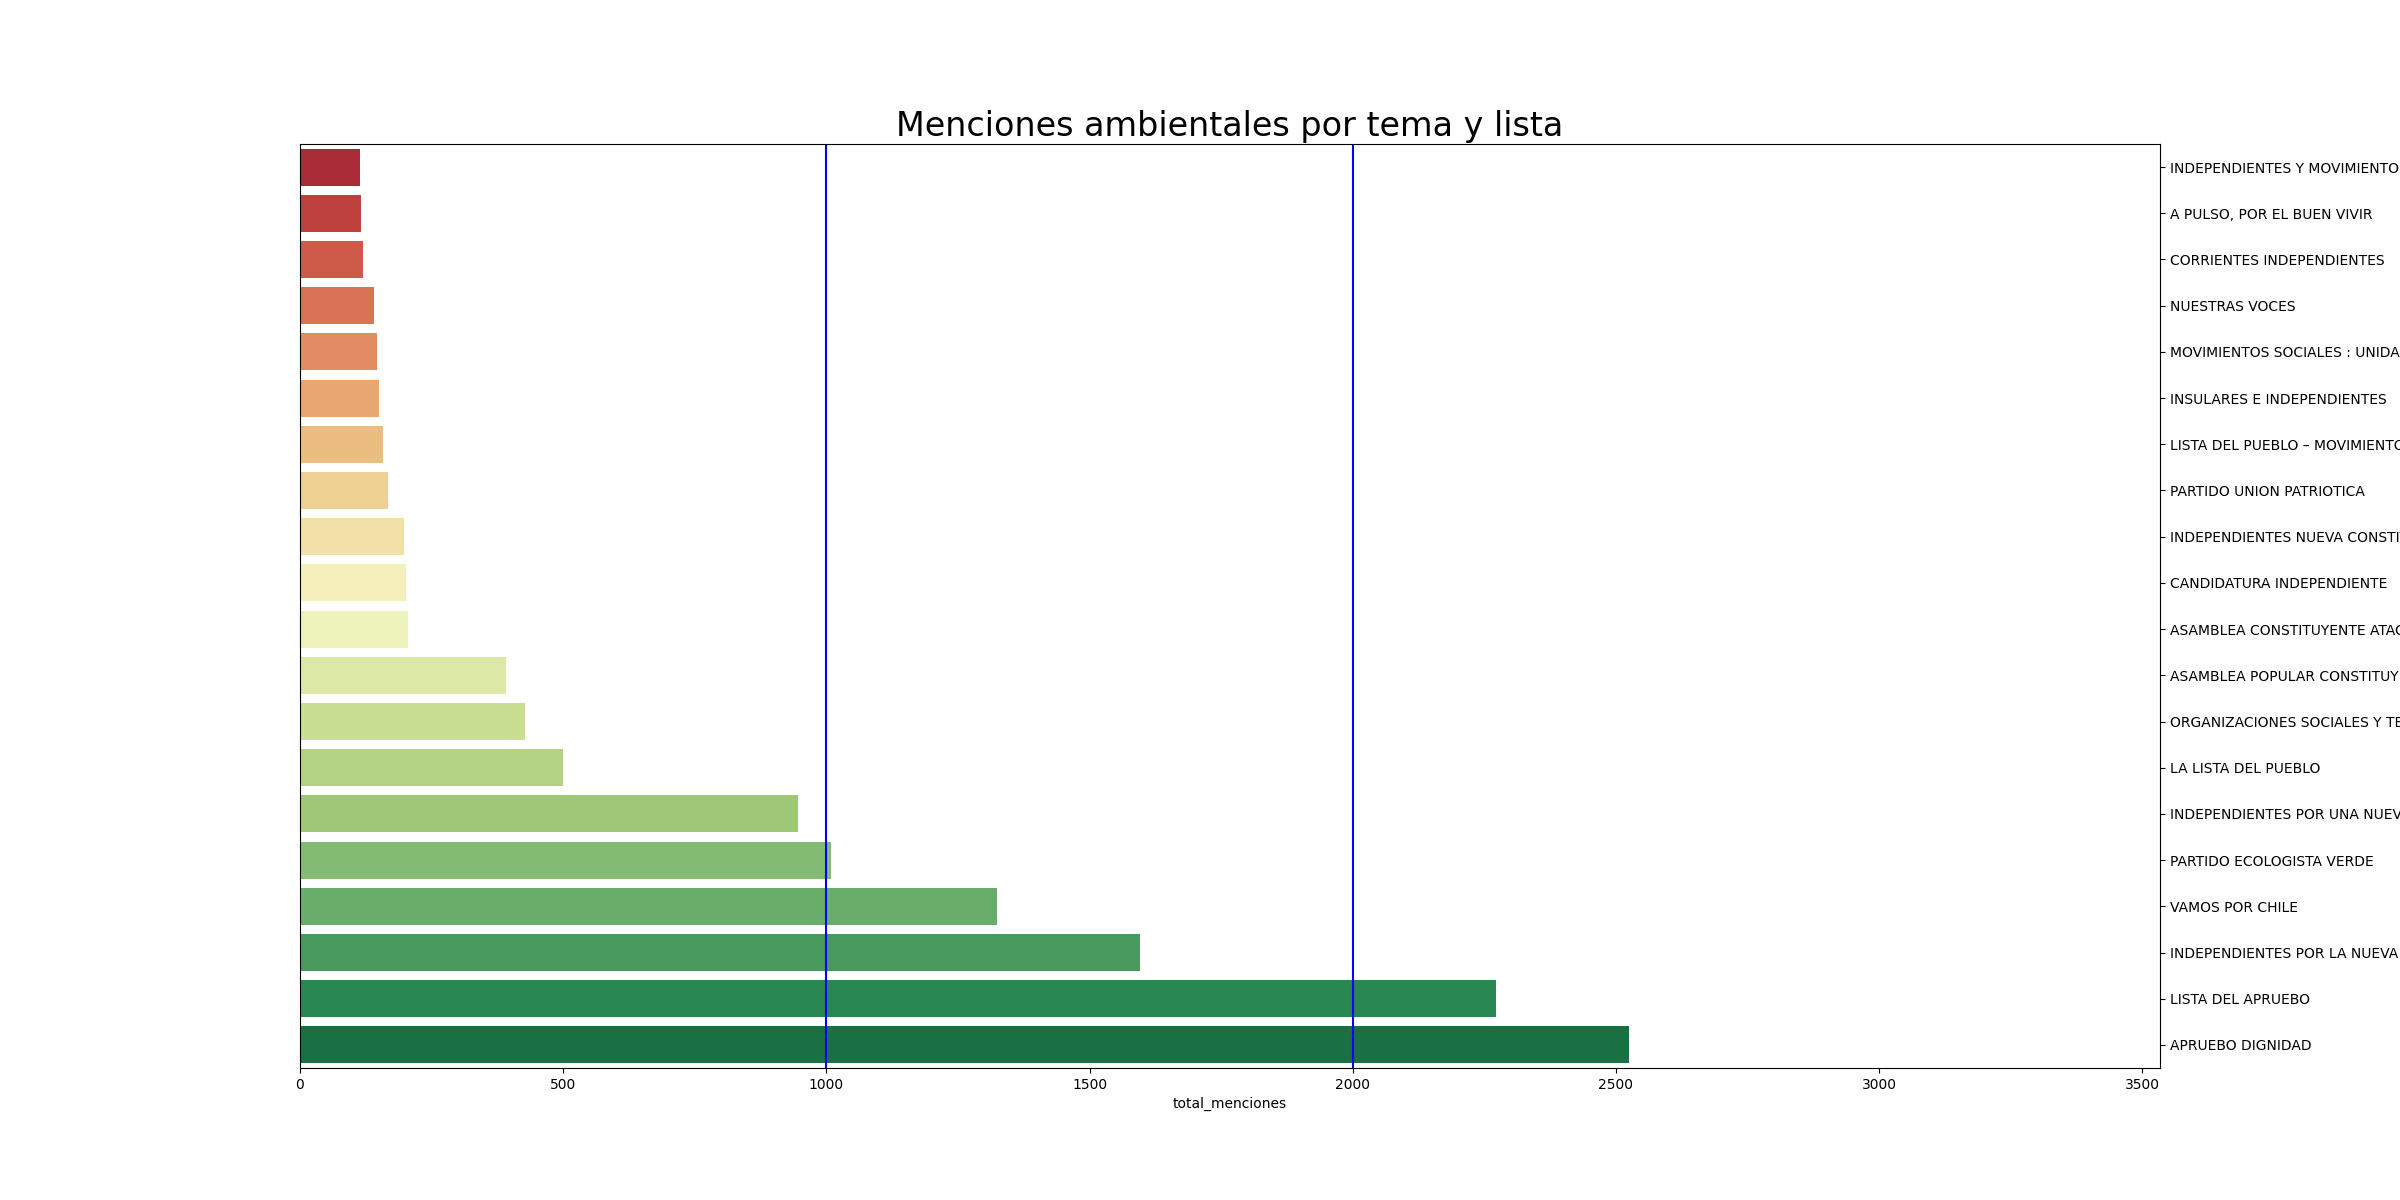 Menciones ambientales por tema y lista
INDEPENDIENTES Y MOVIMIENTO
A PULSO, POR EL BUEN VIVIR
CORRIENTES INDEPENDIENTES
NUESTRAS VOCES
MOVIMIENTOS SOCIALES : UNIDA
INSULARES E INDEPENDIENTES
LISTA DEL PUEBLO – MOVIMIENTO
PARTIDO UNION PATRIOTICA
INDEPENDIENTES NUEVA CONSTI
CANDIDATURA INDEPENDIENTE
ASAMBLEA CONSTITUYENTE ATAC
ASAMBLEA POPULAR CONSTITUY
ORGANIZACIONES SOCIALES Y TE
LA LISTA DEL PUEBLO
INDEPENDIENTES POR UNA NUEV
PARTIDO ECOLOGISTA VERDE
VAMOS POR CHILE
INDEPENDIENTES POR LA NUEVA
LISTA DEL APRUEBO
APRUEBO DIGNIDAD
0 500 1000 1500 2000 2500 3000 3500
total_menciones